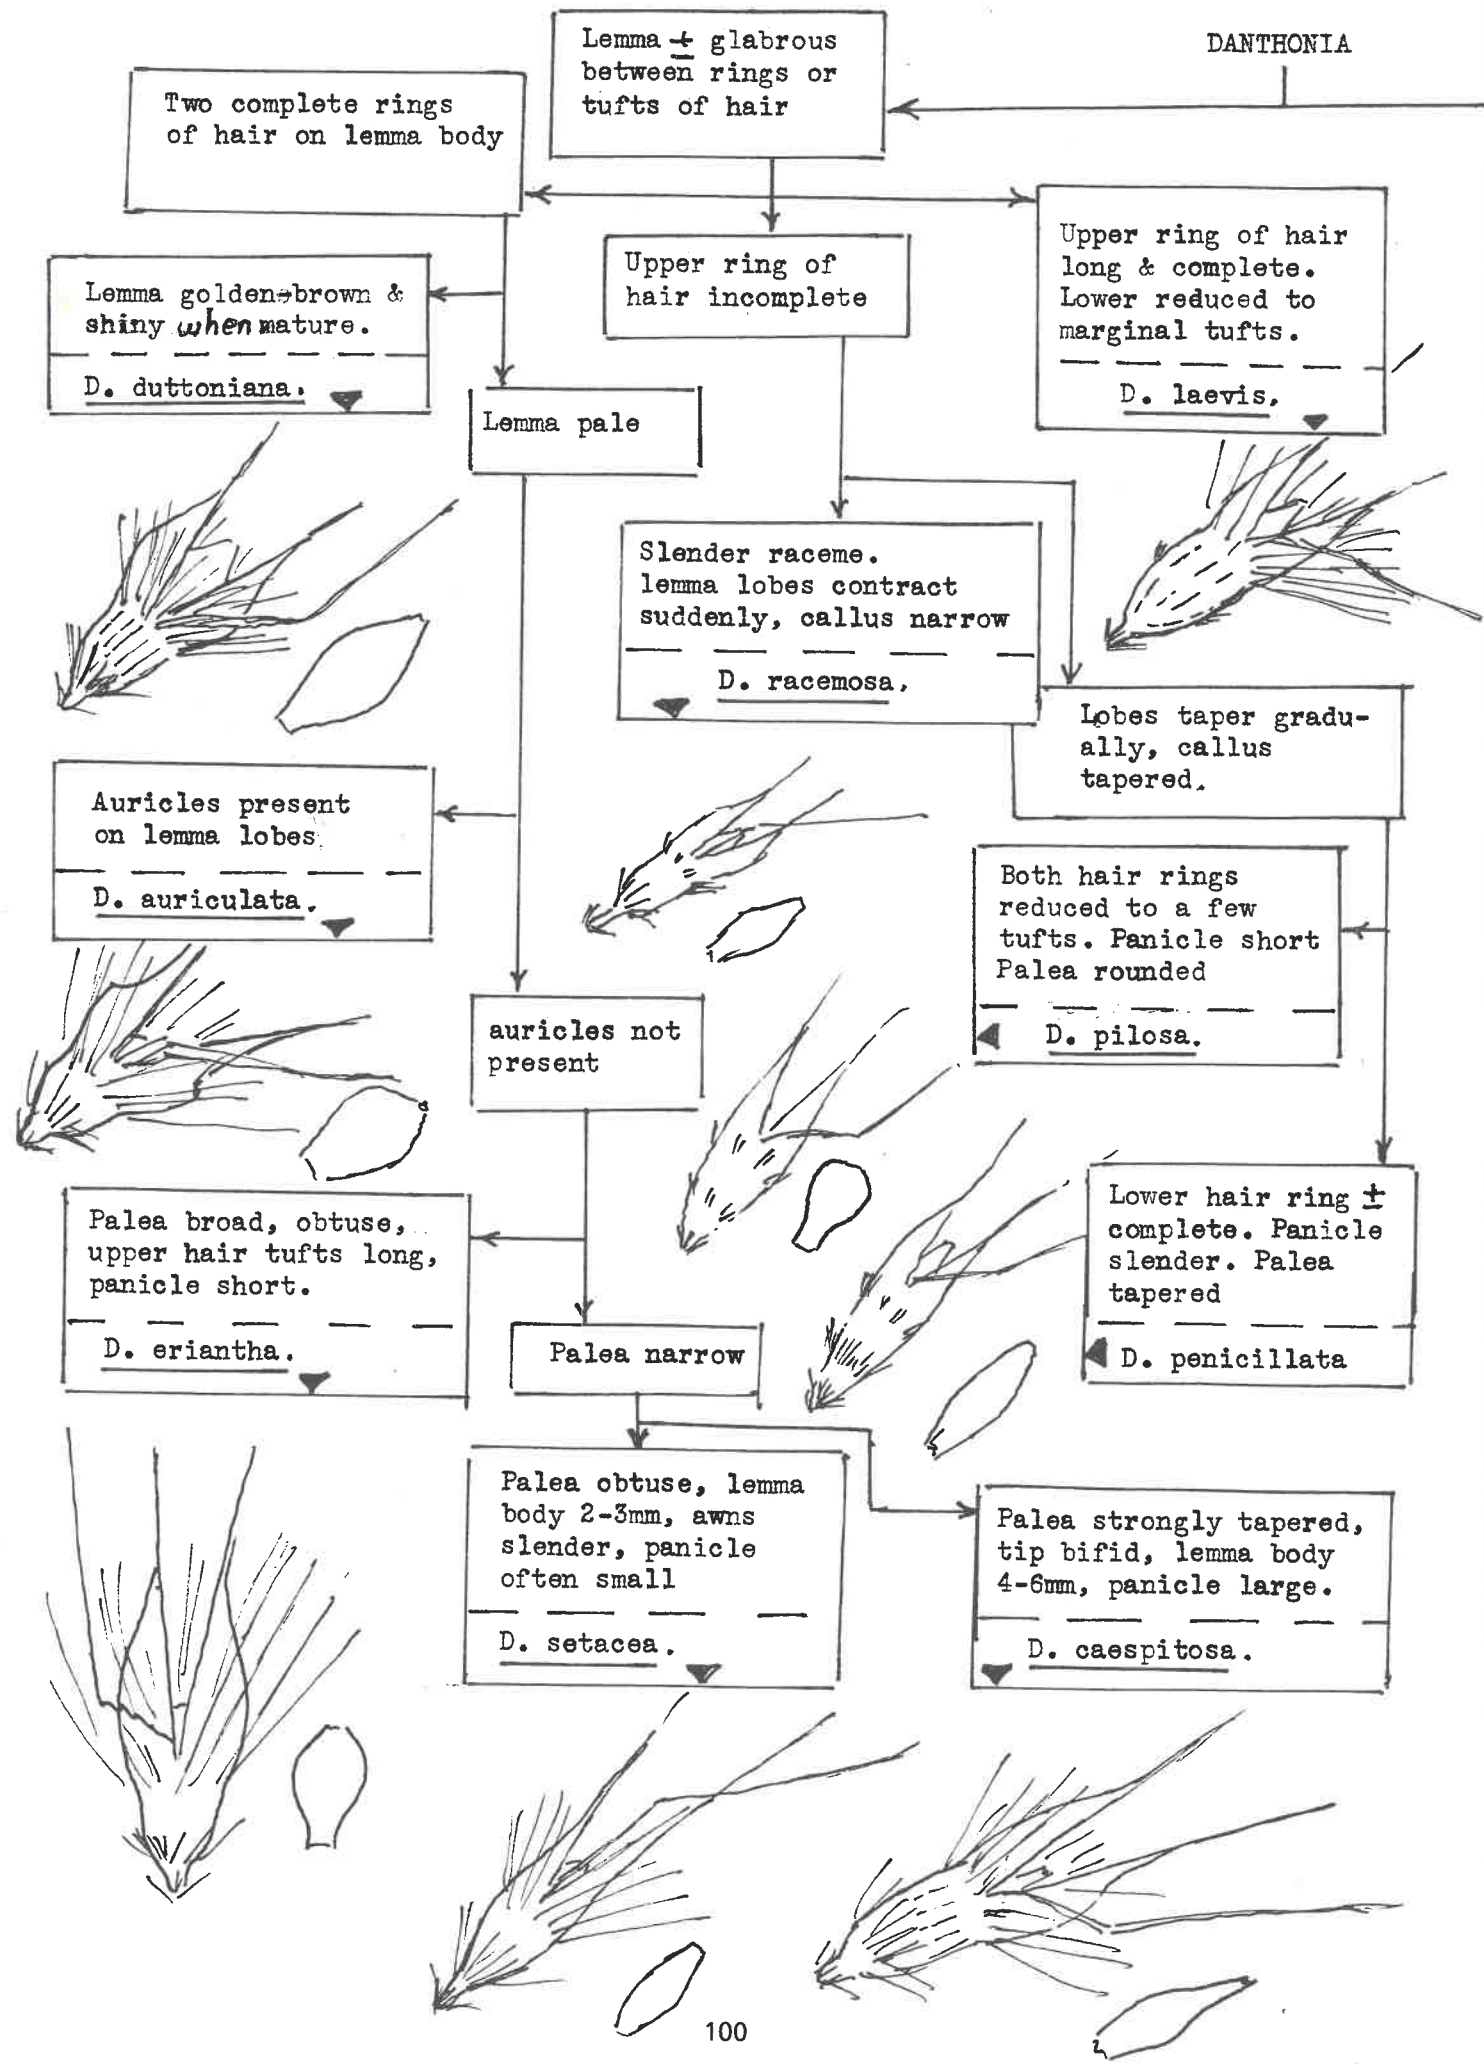 DANTHONIA
Lemma ± glabrous
between rings or
tufts of hair
Two complete rings
of hair on lemma body
Upper ring of
hair incomplete
Upper ring of hair
long & complete.
Lower reduced to
marginal tufts.
D. laevis.
Lemma golden-brown &
shiny when mature.
D. duttoniana.
Lemma pale
Slender raceme.
lemma lobes contract
suddenly, callus narrow
D. racemosa.
Lobes taper gradu-
ally, callus
tapered.
Auricles present
on lemma lobes
D. auriculata.
Both hair rings
reduced to a few
tufts. Panicle short
Palea rounded
D. pilosa.
auricles not
present
Lower hair ring ±
complete. Panicle
slender. Palea
tapered
D. penicillata
Palea broad, obtuse,
upper hair tufts long,
panicle short.
D. eriantha.
Palea narrow
Palea obtuse, lemma
body 2-3mm, awns
slender, panicle
often small
D. setacea.
Palea strongly tapered,
tip bifid, lemma body
4-6mm, panicle large.
D. caespitosa.
100